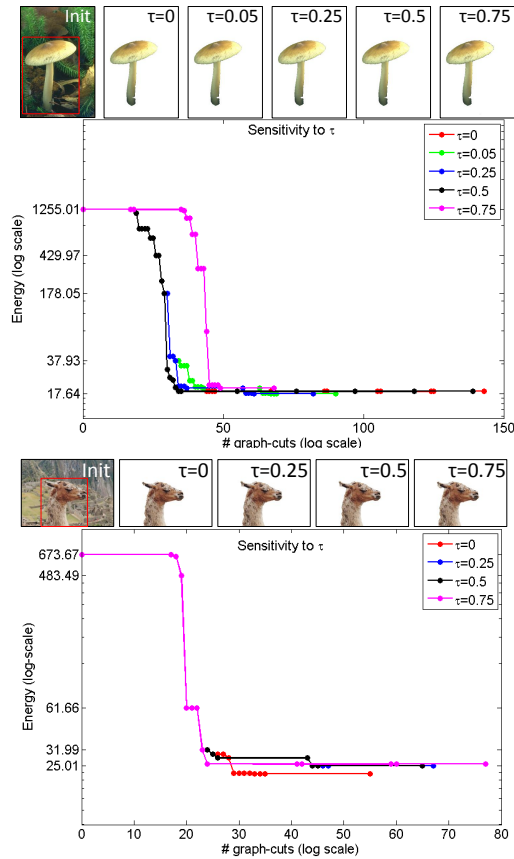 Init τ=0 τ=0.05 τ=0.25 τ=0.5 τ=0.75
Sensitivity to τ
τ=0
τ=0.05
τ=0.25
τ=0.5
τ=0.75
1255.01
429.97
178.05
37.93
17.64
Energy (log scale)
0 50 100 150
# graph-cuts (log scale)
Init τ=0 τ=0.25 τ=0.5 τ=0.75
Sensitivity to τ
τ=0
τ=0.25
τ=0.5
τ=0.75
673.67
483.49
61.66
31.99
25.01
Energy (log-scale)
0 10 20 30 40 50 60 70 80
# graph-cuts (log scale)